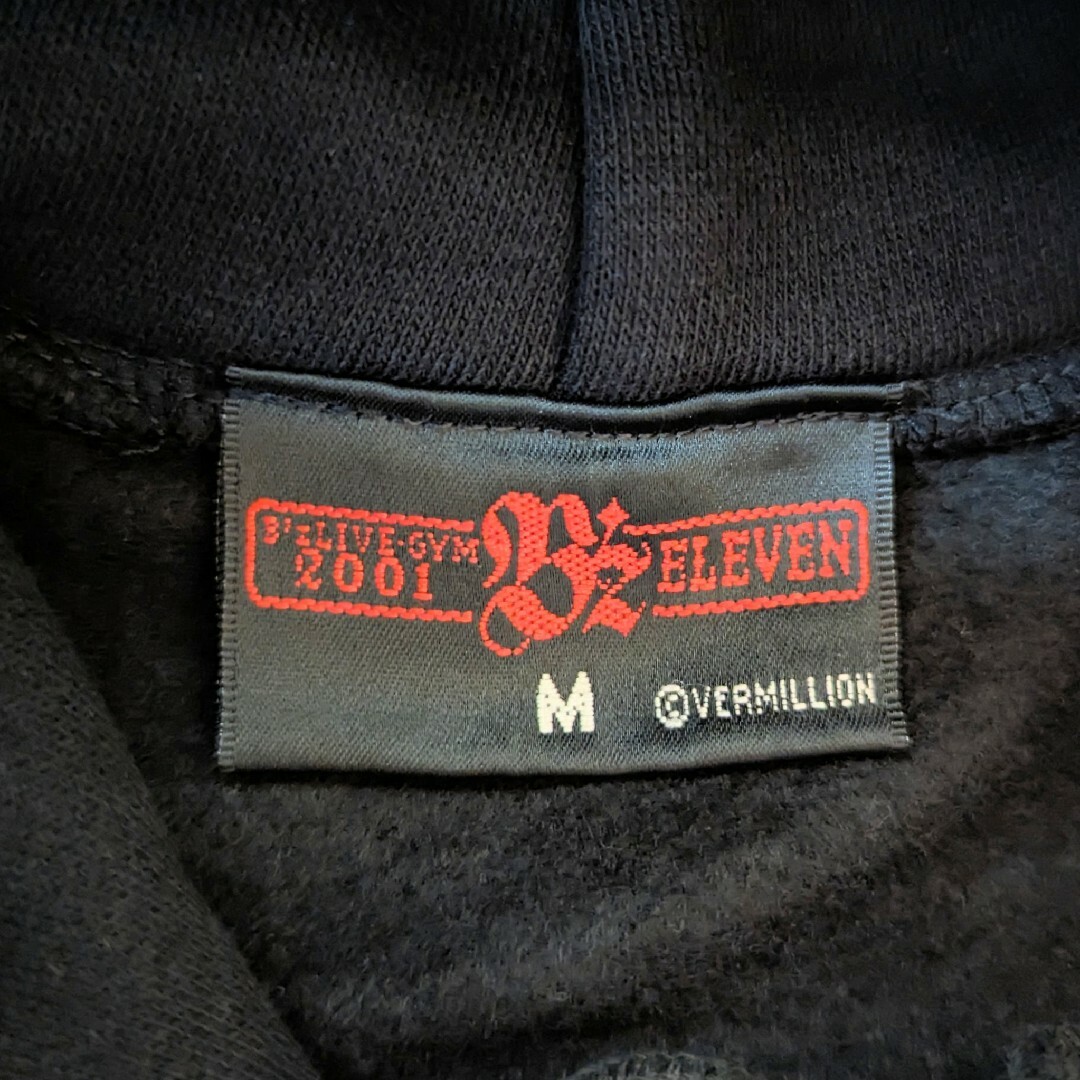 B'z LIVE-GYM
2001
B'z
ELEVEN
M
©VERMILLION